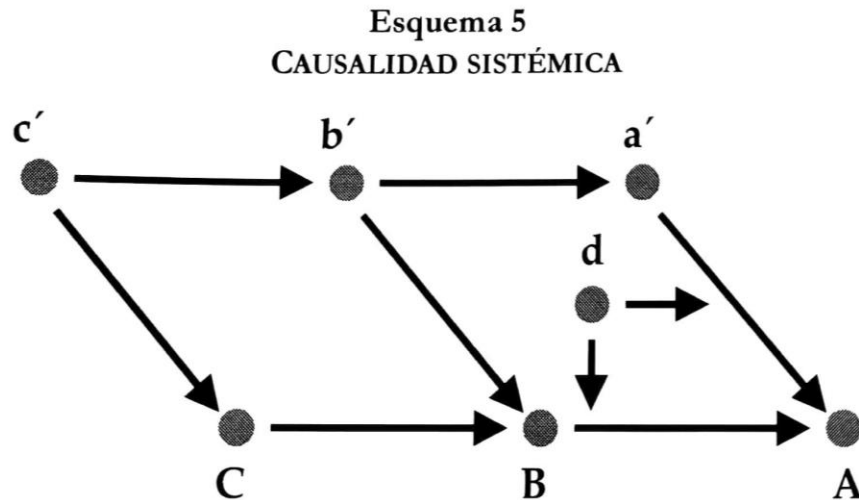 Esquema 5
CAUSALIDAD SISTÉMICA
c´ b´ a´
d
C B A